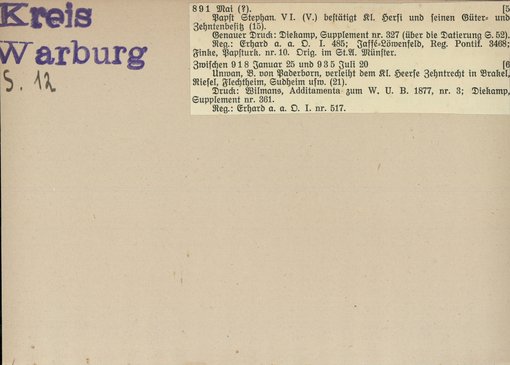 Kreis
Warburg
S. 12
891 Mai (?). [5
Papst Stephan VI. (V.) bestätigt Kl. Hersi und seinen Güter- und
Zehntenbesitz (15).
Genauer Druck: Diekamp, Supplement nr. 327 (über die Datierung S. 52).
Reg.: Erhard a. a. O. I. 485; Jaffé-Löwenfeld, Reg. Pontif. 3468;
Finke, Papsturk. nr. 10. Orig. im St.A. Münster.
Zwischen 918 Januar 25 und 935 Juli 20 [6
Unwan, B. von Paderborn, verleiht dem Kl. Heerse Zehntrecht in Brakel,
Riesel, Flechtheim, Sudheim usw. (21).
Druck: Wilmans, Additamenta zum W. U. B. 1877, nr. 3; Diekamp,
Supplement nr. 361.
Reg.: Erhard a. a. O. I. nr. 517.